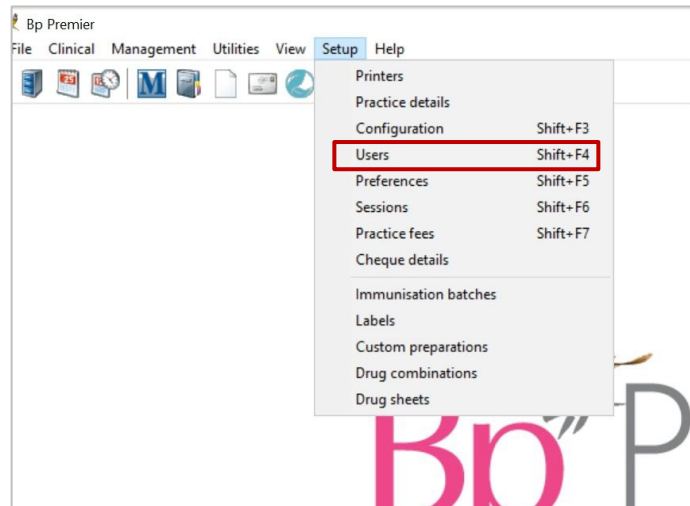 Bp Premier
File Clinical Management Utilities View Setup Help
Printers
Practice details
Configuration Shift+F3
Users Shift+F4
Preferences Shift+F5
Sessions Shift+F6
Practice fees Shift+F7
Cheque details
Immunisation batches
Labels
Custom preparations
Drug combinations
Drug sheets
Bp P